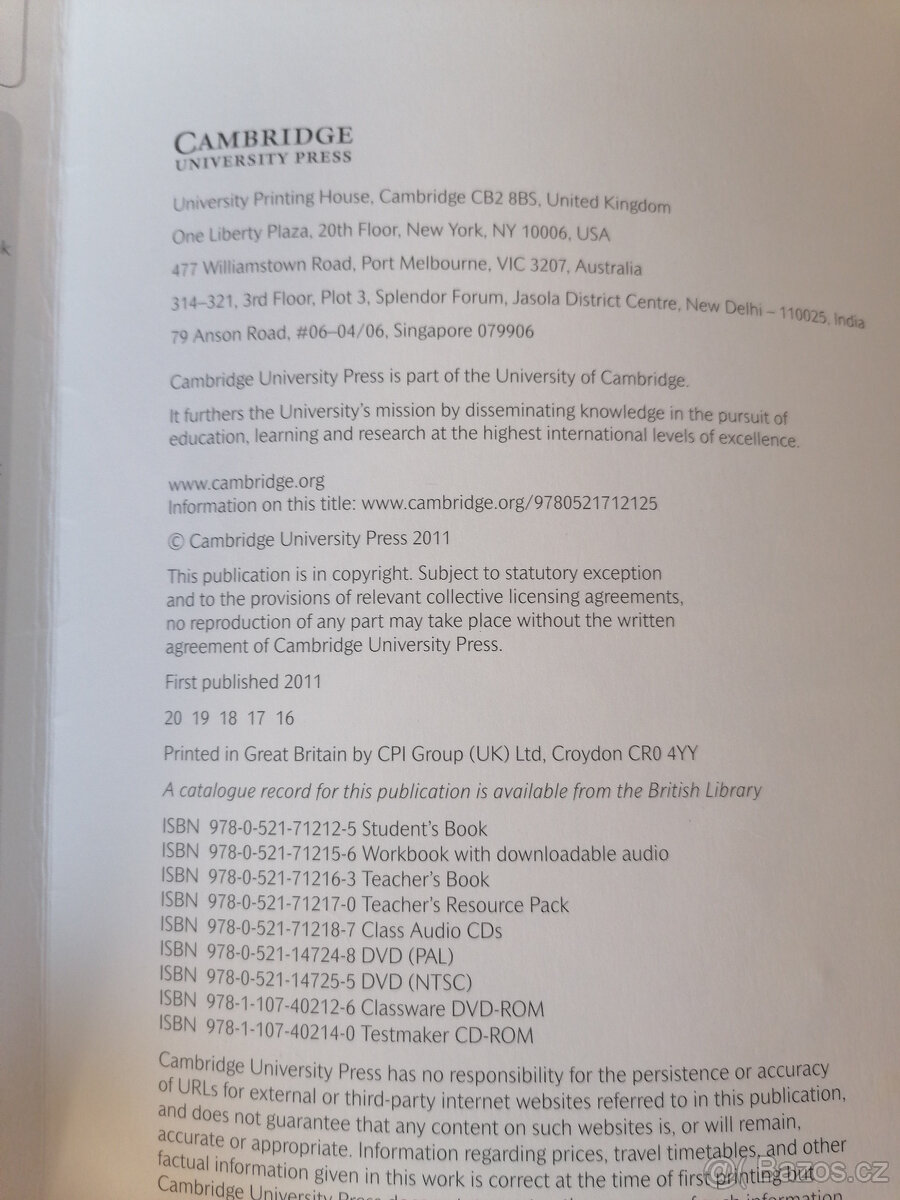 CAMBRIDGE
UNIVERSITY PRESS
University Printing House, Cambridge CB2 8BS, United Kingdom
One Liberty Plaza, 20th Floor, New York, NY 10006, USA
477 Williamstown Road, Port Melbourne, VIC 3207, Australia
314–321, 3rd Floor, Plot 3, Splendor Forum, Jasola District Centre, New Delhi – 110025, India
79 Anson Road, #06–04/06, Singapore 079906
Cambridge University Press is part of the University of Cambridge.
It furthers the University's mission by disseminating knowledge in the pursuit of
education, learning and research at the highest international levels of excellence.
www.cambridge.org
Information on this title: www.cambridge.org/9780521712125
© Cambridge University Press 2011
This publication is in copyright. Subject to statutory exception
and to the provisions of relevant collective licensing agreements,
no reproduction of any part may take place without the written
agreement of Cambridge University Press.
First published 2011
20 19 18 17 16
Printed in Great Britain by CPI Group (UK) Ltd, Croydon CR0 4YY
A catalogue record for this publication is available from the British Library
ISBN 978-0-521-71212-5 Student's Book
ISBN 978-0-521-71215-6 Workbook with downloadable audio
ISBN 978-0-521-71216-3 Teacher's Book
ISBN 978-0-521-71217-0 Teacher's Resource Pack
ISBN 978-0-521-71218-7 Class Audio CDs
ISBN 978-0-521-14724-8 DVD (PAL)
ISBN 978-0-521-14725-5 DVD (NTSC)
ISBN 978-1-107-40212-6 Classware DVD-ROM
ISBN 978-1-107-40214-0 Testmaker CD-ROM
Cambridge University Press has no responsibility for the persistence or accuracy
of URLs for external or third-party internet websites referred to in this publication,
and does not guarantee that any content on such websites is, or will remain,
accurate or appropriate. Information regarding prices, travel timetables, and other
factual information given in this work is correct at the time of first printing but
Cambridge University Press
Bazos.cz